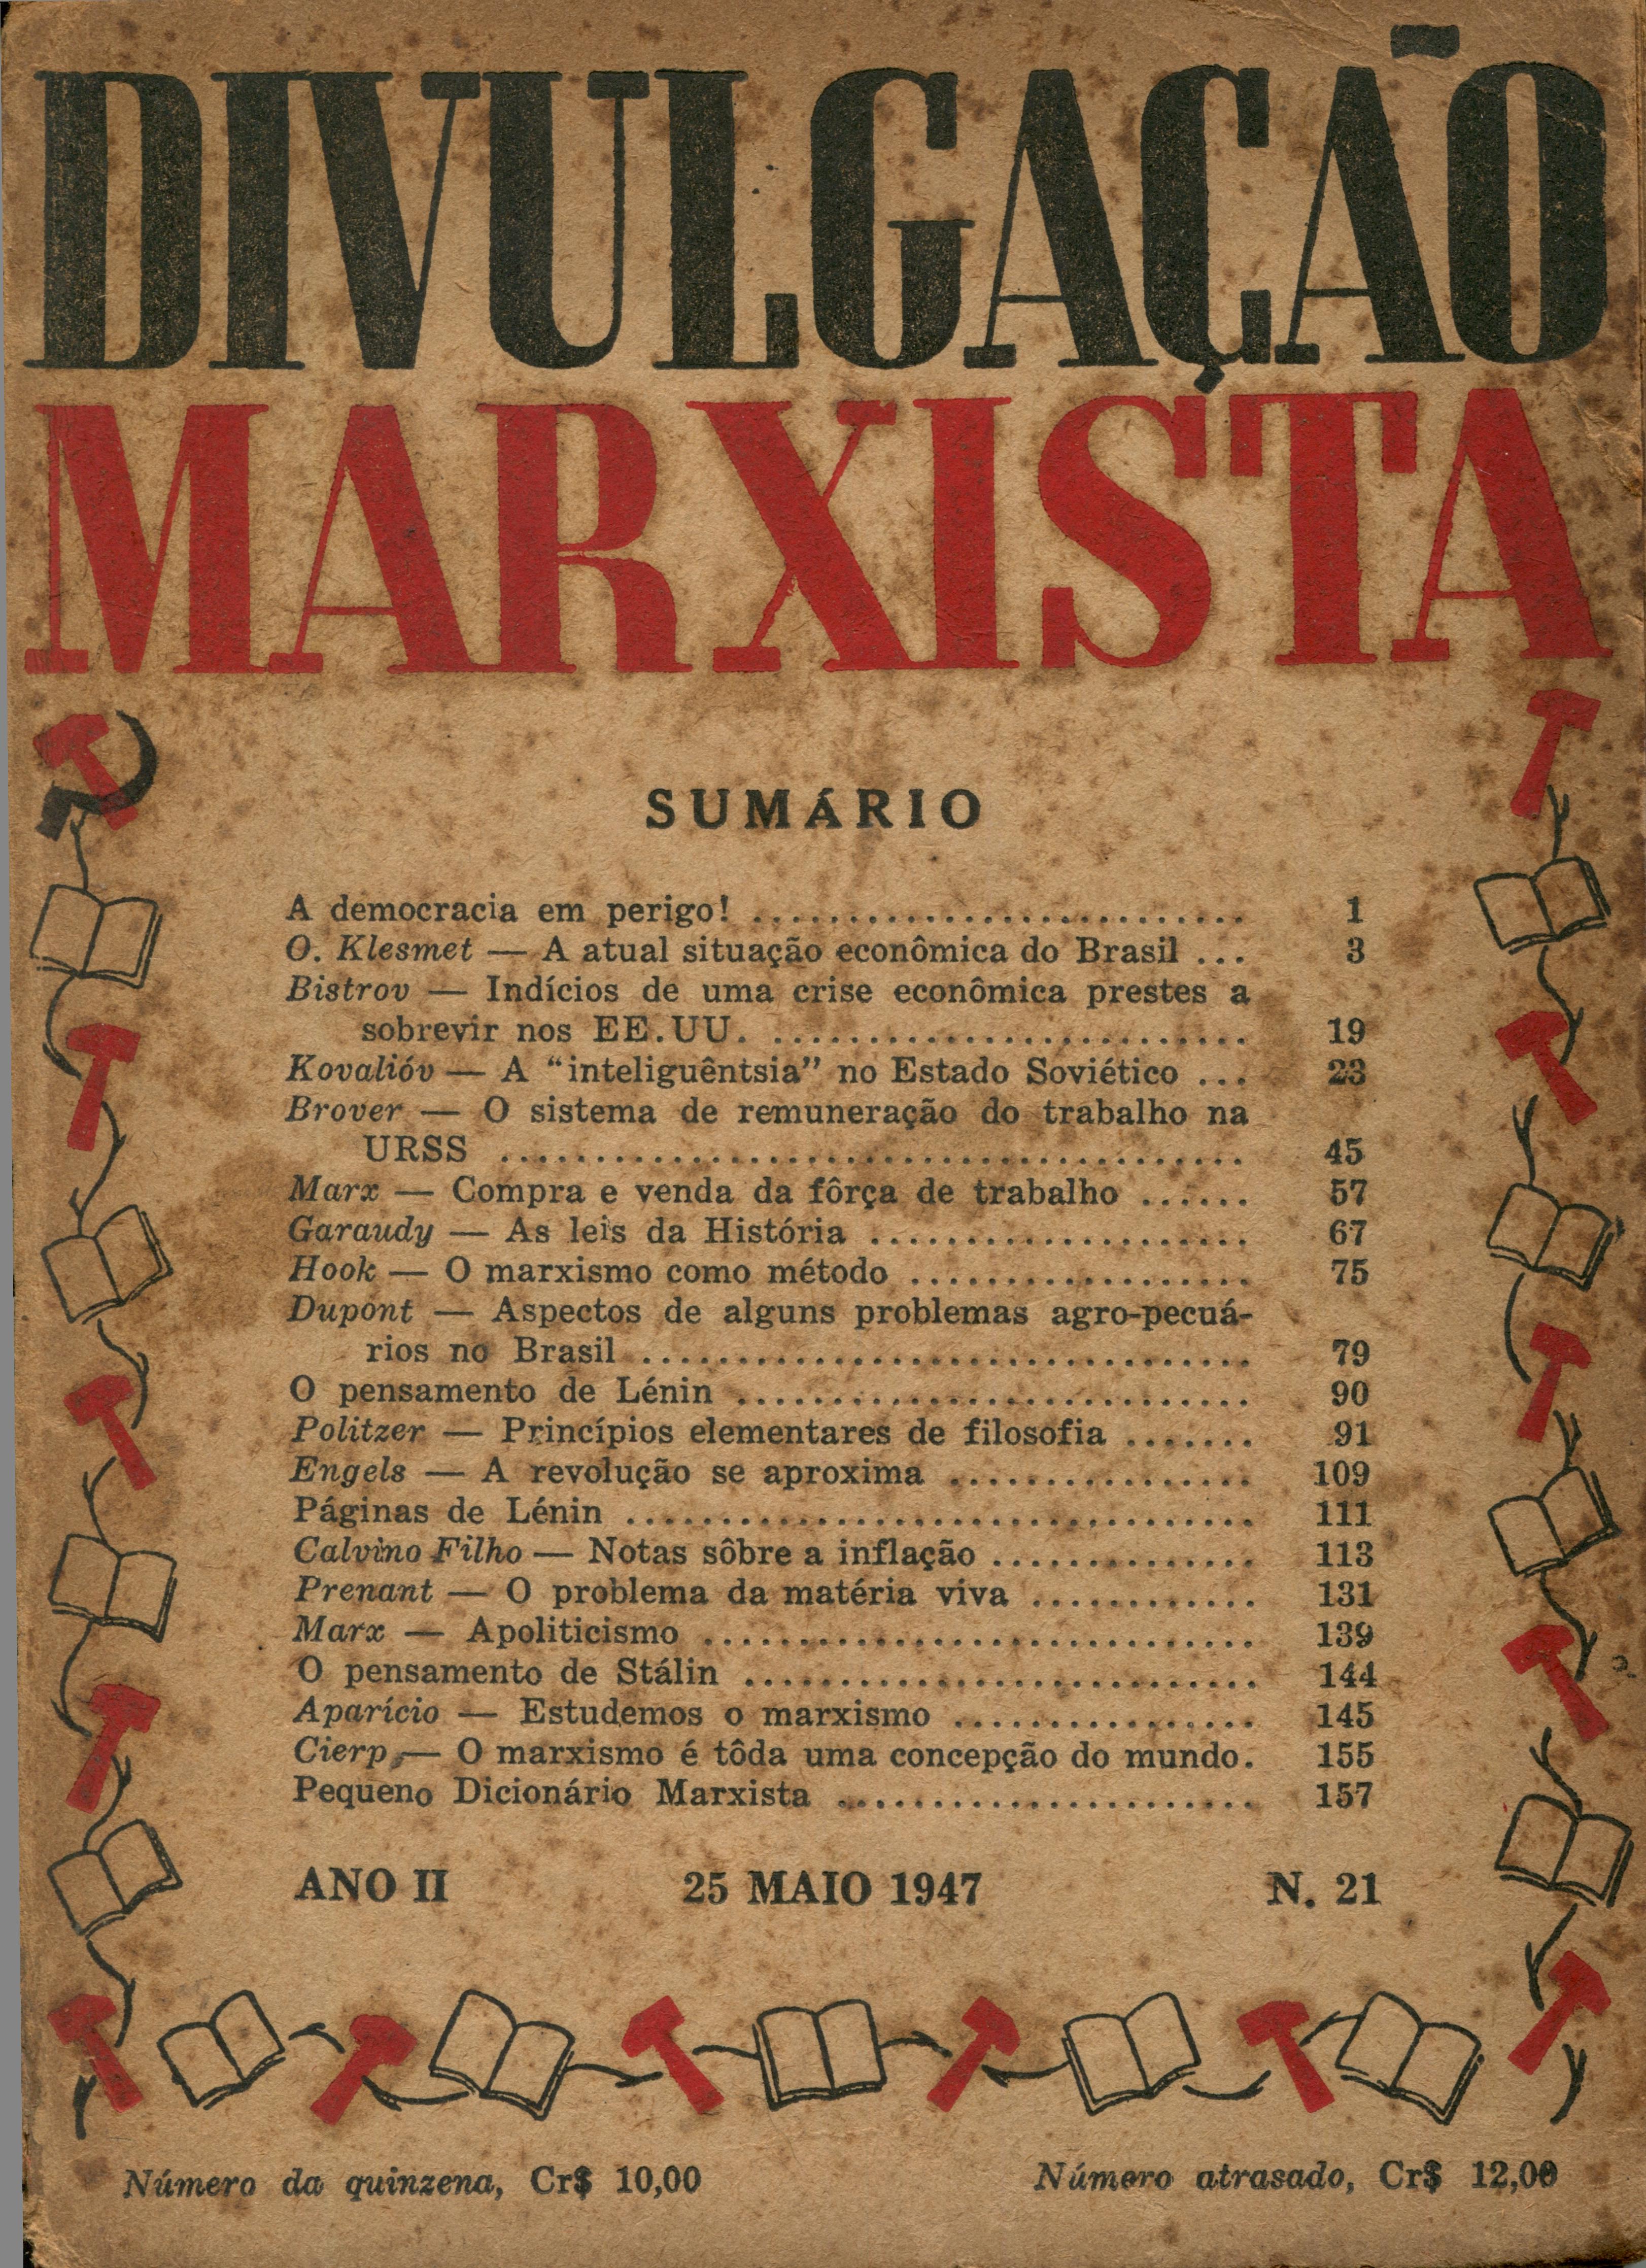 DIVULGAÇÃO
MARXISTA
SUMÁRIO
A democracia em perigo! .......................... 1
O. Klesmet — A atual situação econômica do Brasil ... 3
Bistrov — Indícios de uma crise econômica prestes a
sobrevir nos EE.UU. ......................... 19
Kovalióv — A “inteliguêntsia” no Estado Soviético ... 23
Brover — O sistema de remuneração do trabalho na
URSS ....................................... 45
Marx — Compra e venda da fôrça de trabalho ...... 57
Garaudy — As leis da História .................... 67
Hook — O marxismo como método .................. 75
Dupont — Aspectos de alguns problemas agro-pecuá-
rios no Brasil ................................ 79
O pensamento de Lénin ........................... 90
Politzer — Princípios elementares de filosofia ....... 91
Engels — A revolução se aproxima ................ 109
Páginas de Lénin ................................. 111
Calvino Filho — Notas sôbre a inflação .............. 113
Prenant — O problema da matéria viva ............ 131
Marx — Apoliticismo ............................. 139
O pensamento de Stálin ........................... 144
Aparício — Estudemos o marxismo ................ 145
Cierp — O marxismo é tôda uma concepção do mundo. 155
Pequeno Dicionário Marxista ...................... 157
ANO II 25 MAIO 1947 N. 21
Número da quinzena, Cr$ 10,00 Número atrasado, Cr$ 12,00